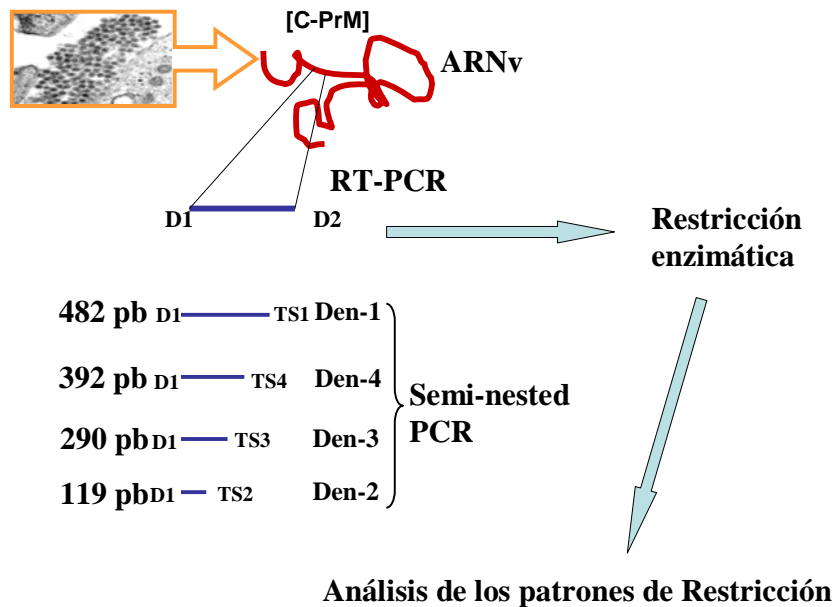 [C-PrM]
ARNv
RT-PCR
D1 D2
Restricción
enzimática
482 pb D1 TS1 Den-1
392 pb D1 TS4 Den-4
290 pb D1 TS3 Den-3
119 pb D1 TS2 Den-2
Semi-nested
PCR
Análisis de los patrones de Restricción